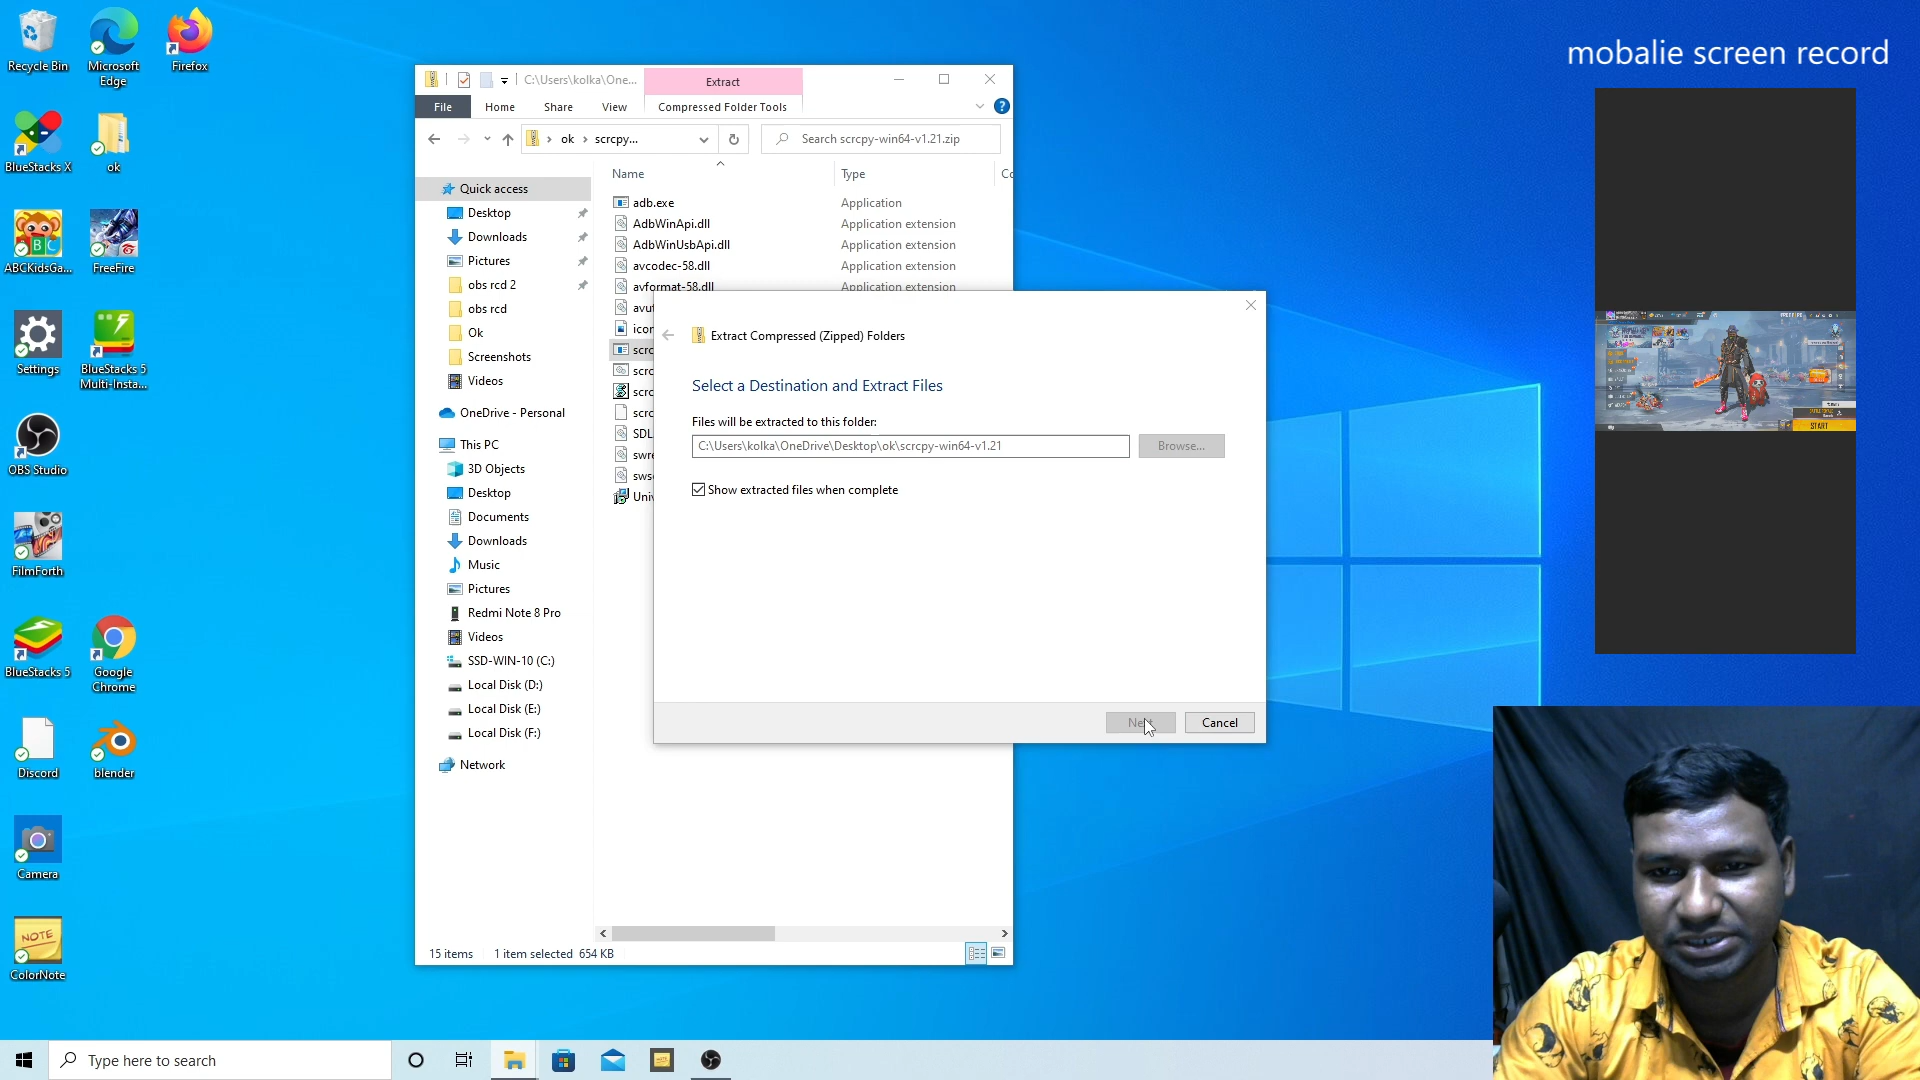 Recycle Bin
Microsoft
Edge
Firefox
BlueStacks X
ok
ABCKidsGa...
FreeFire
Settings
BlueStacks 5
Multi-Insta...
OBS Studio
FilmForth
BlueStacks 5
Google
Chrome
Discord
blender
Camera
NOTE
ColorNote
C:\Users\kolka\One...
Extract
File
Home
Share
View
Compressed Folder Tools
ok
scrcpy...
Search scrcpy-win64-v1.21.zip
Name
Type
Quick access
Desktop
Downloads
Pictures
obs rcd 2
obs rcd
Ok
Screenshots
Videos
OneDrive - Personal
This PC
3D Objects
Desktop
Documents
Downloads
Music
Pictures
Redmi Note 8 Pro
Videos
SSD-WIN-10 (C:)
Local Disk (D:)
Local Disk (E:)
Local Disk (F:)
Network
adb.exe
Application
AdbWinApi.dll
Application extension
AdbWinUsbApi.dll
Application extension
avcodec-58.dll
Application extension
avformat-58.dll
Application extension
15 items
1 item selected 654 KB
Extract Compressed (Zipped) Folders
Select a Destination and Extract Files
Files will be extracted to this folder:
C:\Users\kolka\OneDrive\Desktop\ok\scrcpy-win64-v1.21
Browse...
Show extracted files when complete
Next
Cancel
mobalie screen record
START
Type here to search